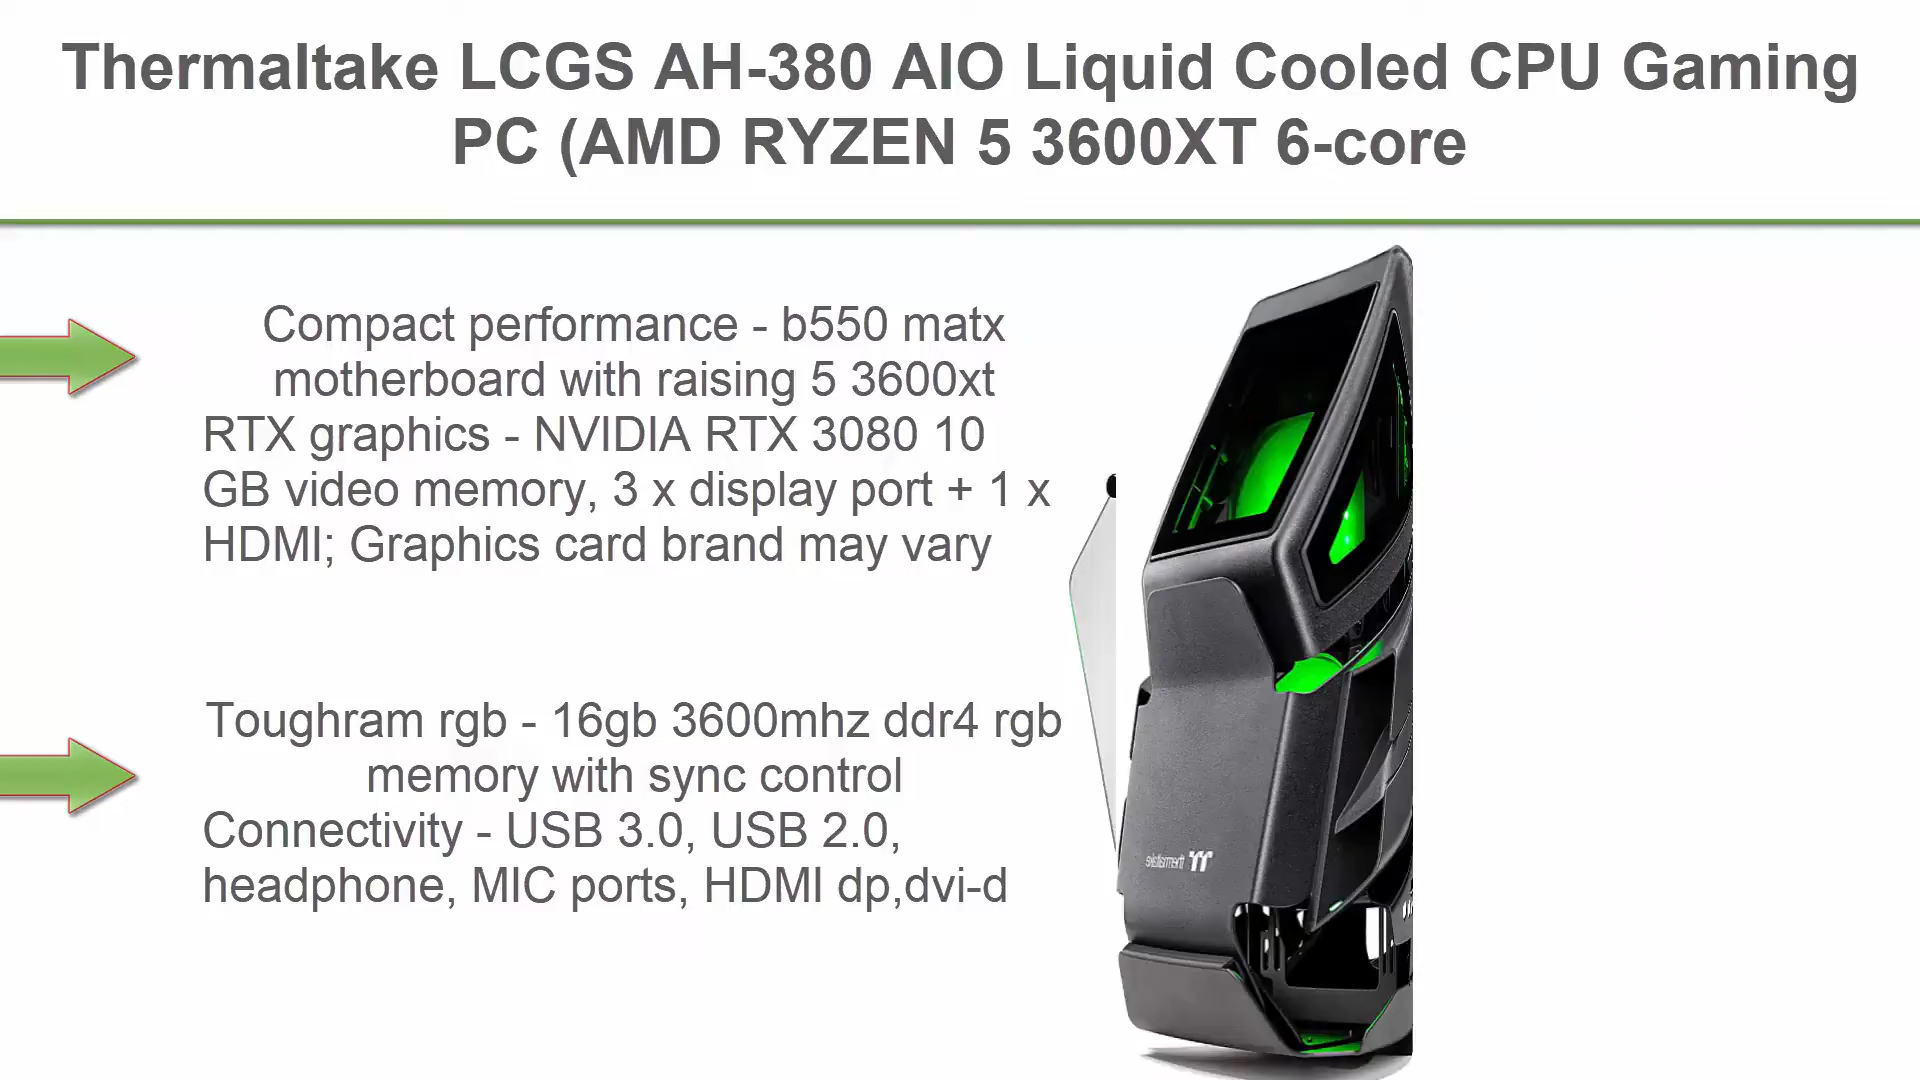 Thermaltake LCGS AH-380 AIO Liquid Cooled CPU Gaming
PC (AMD RYZEN 5 3600XT 6-core
Compact performance - b550 matx
motherboard with raising 5 3600xt
RTX graphics - NVIDIA RTX 3080 10
GB video memory, 3 x display port + 1 x
HDMI; Graphics card brand may vary
Toughram rgb - 16gb 3600mhz ddr4 rgb
memory with sync control
Connectivity - USB 3.0, USB 2.0,
headphone, MIC ports, HDMI dp,dvi-d
thermaltake